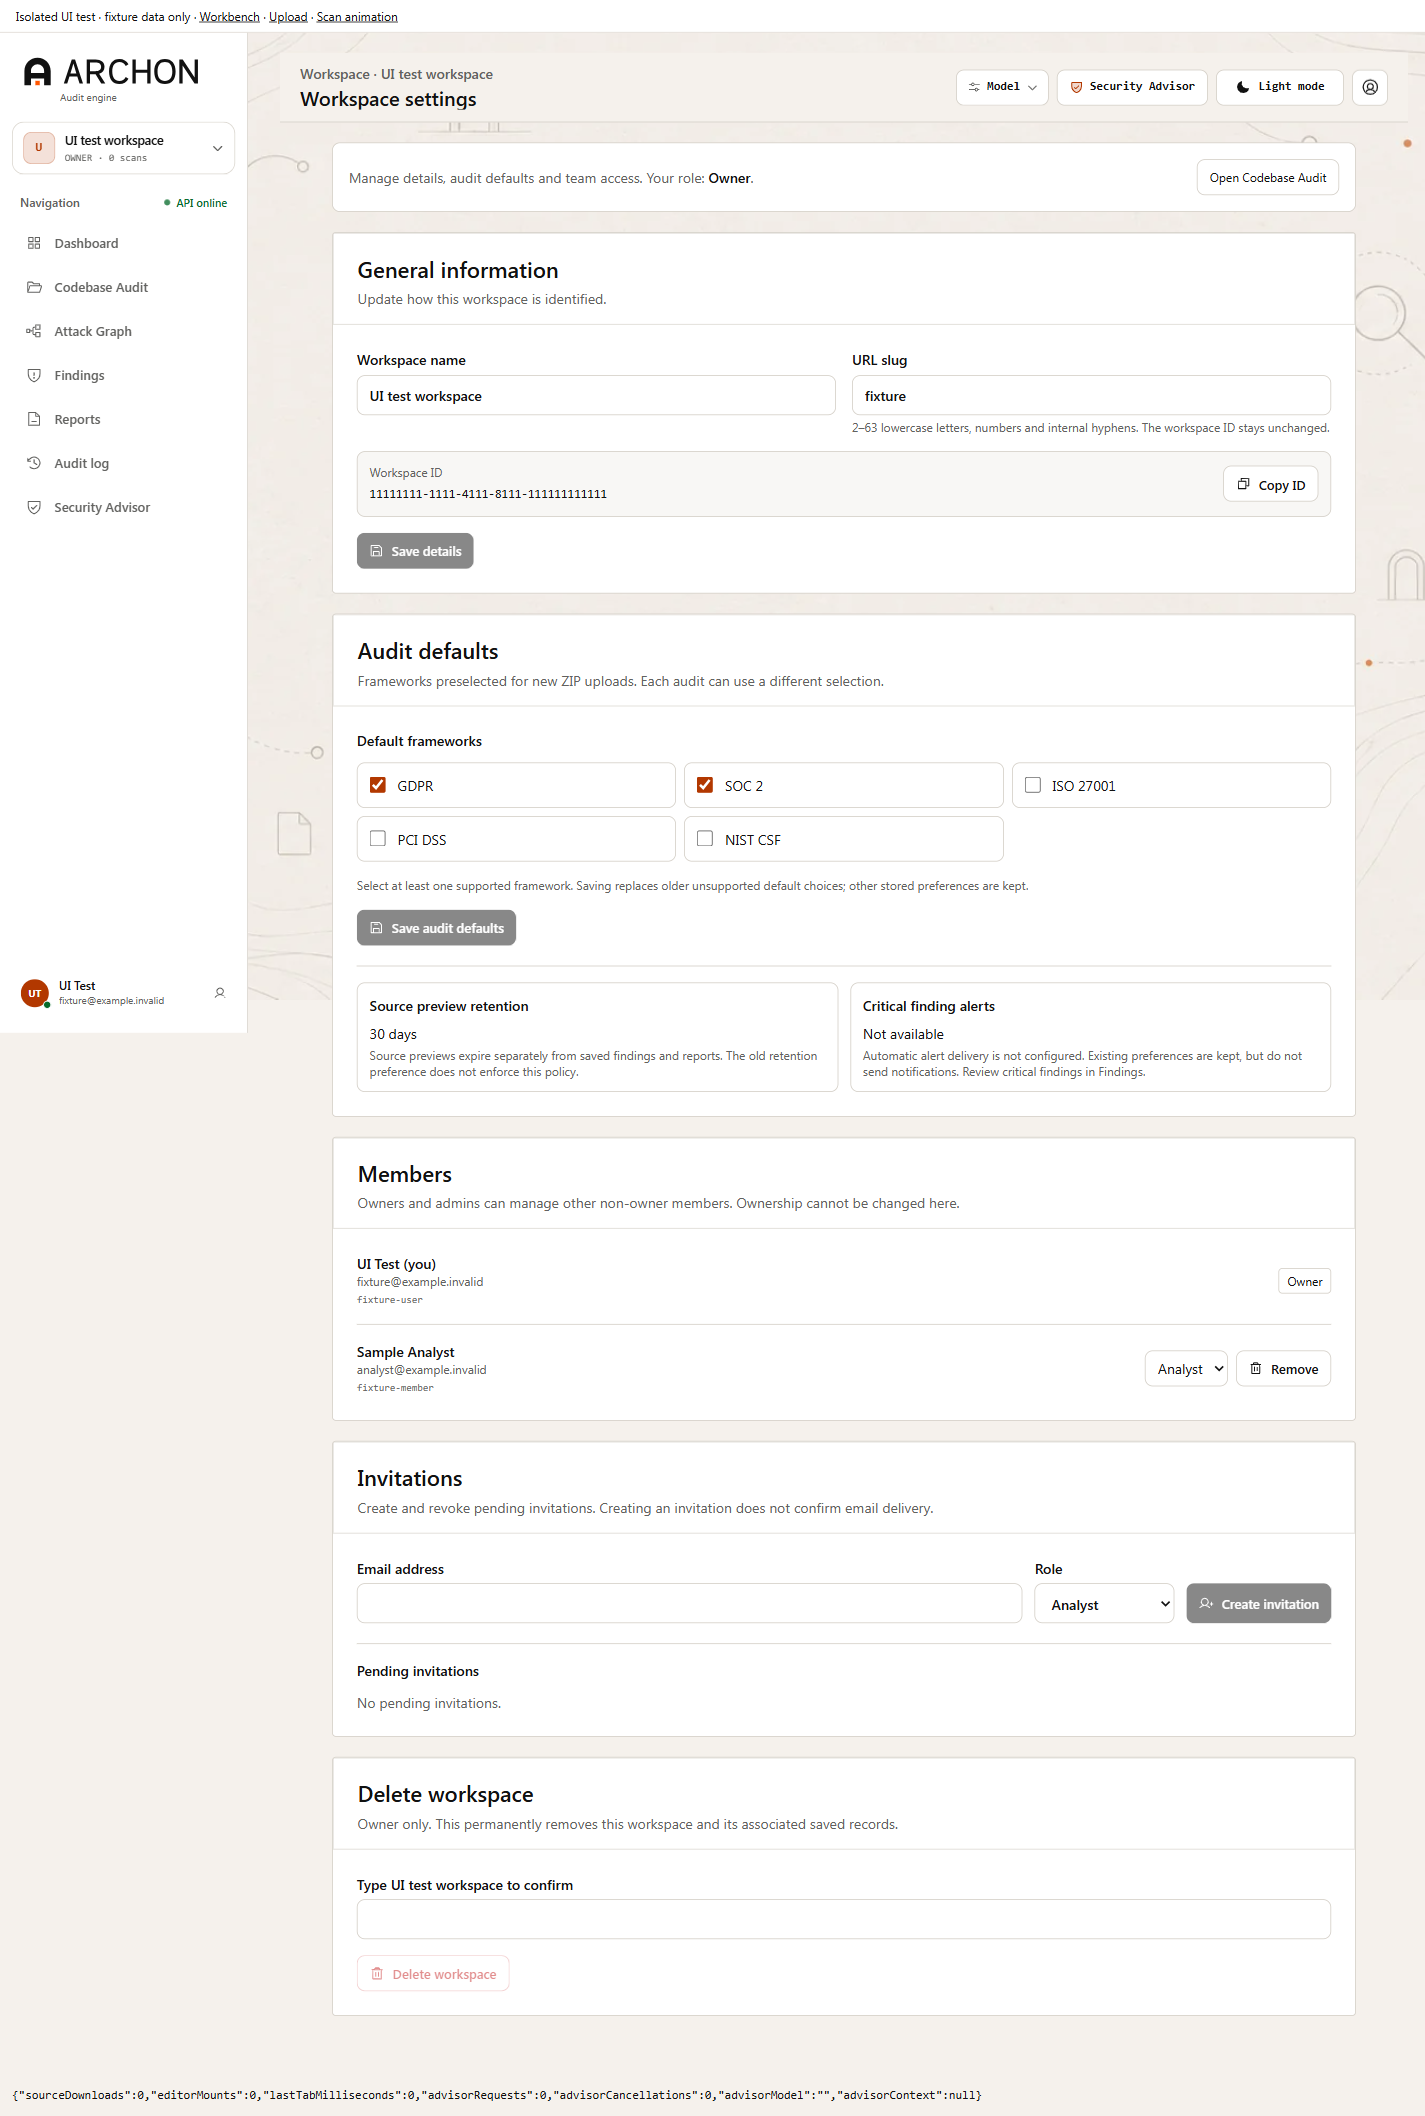 Isolated UI test · fixture data only · Workbench · Upload · Scan animation
ARCHON
Audit engine
U
UI test workspace
OWNER · 0 scans
Navigation
API online
Dashboard
Codebase Audit
Attack Graph
Findings
Reports
Audit log
Security Advisor
UT
UI Test
fixture@example.invalid
Workspace · UI test workspace
Workspace settings
Model
Security Advisor
Light mode
Manage details, audit defaults and team access. Your role: Owner.
Open Codebase Audit
General information
Update how this workspace is identified.
Workspace name
UI test workspace
URL slug
fixture
2–63 lowercase letters, numbers and internal hyphens. The workspace ID stays unchanged.
Workspace ID
11111111-1111-4111-8111-111111111111
Copy ID
Save details
Audit defaults
Frameworks preselected for new ZIP uploads. Each audit can use a different selection.
Default frameworks
GDPR
SOC 2
ISO 27001
PCI DSS
NIST CSF
Select at least one supported framework. Saving replaces older unsupported default choices; other stored preferences are kept.
Save audit defaults
Source preview retention
30 days
Source previews expire separately from saved findings and reports. The old retention
preference does not enforce this policy.
Critical finding alerts
Not available
Automatic alert delivery is not configured. Existing preferences are kept, but do not
send notifications. Review critical findings in Findings.
Members
Owners and admins can manage other non-owner members. Ownership cannot be changed here.
UI Test (you)
fixture@example.invalid
fixture-user
Owner
Sample Analyst
analyst@example.invalid
fixture-member
Analyst
Remove
Invitations
Create and revoke pending invitations. Creating an invitation does not confirm email delivery.
Email address
Role
Analyst
Create invitation
Pending invitations
No pending invitations.
Delete workspace
Owner only. This permanently removes this workspace and its associated saved records.
Type UI test workspace to confirm
Delete workspace
{"sourceDownloads":0,"editorMounts":0,"lastTabMilliseconds":0,"advisorRequests":0,"advisorCancellations":0,"advisorModel":"","advisorContext":null}